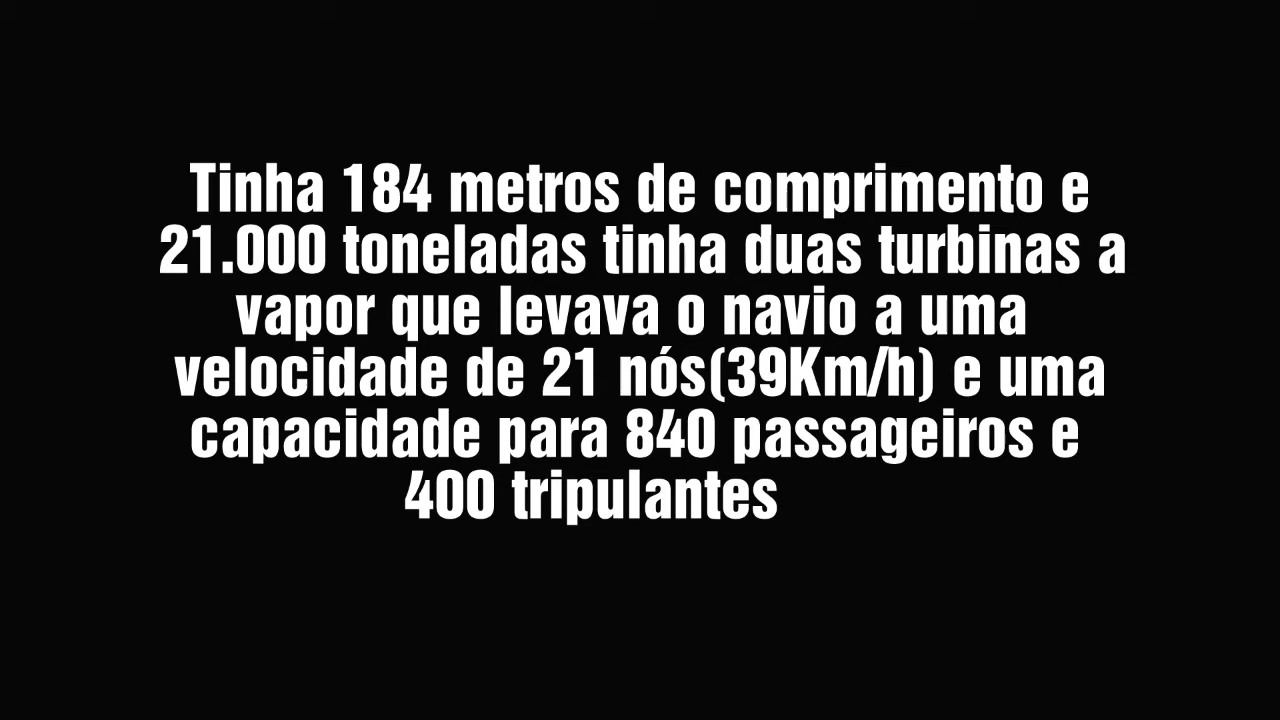 Tinha 184 metros de comprimento e
21.000 toneladas tinha duas turbinas a
vapor que levava o navio a uma
velocidade de 21 nós(39Km/h) e uma
capacidade para 840 passageiros e
400 tripulantes